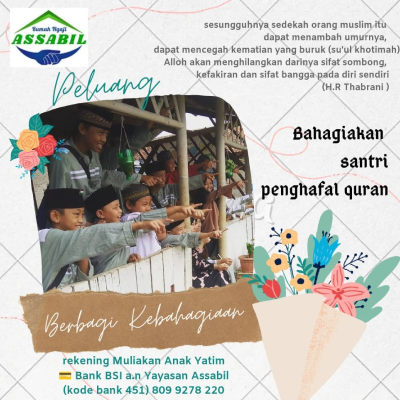 Rumah Ngaji
ASSABIL
sesungguhnya sedekah orang muslim itu
dapat menambah umurnya,
dapat mencegah kematian yang buruk (su'ul khotimah)
Alloh akan menghilangkan darinya sifat sombong,
kefakiran dan sifat bangga pada diri sendiri
(H.R Thabrani )
Peluang
Bahagiakan
santri
penghafal quran
Berbagi Kebahagiaan
rekening Muliakan Anak Yatim
💳 Bank BSI a.n Yayasan Assabil
(kode bank 451) 809 9278 220